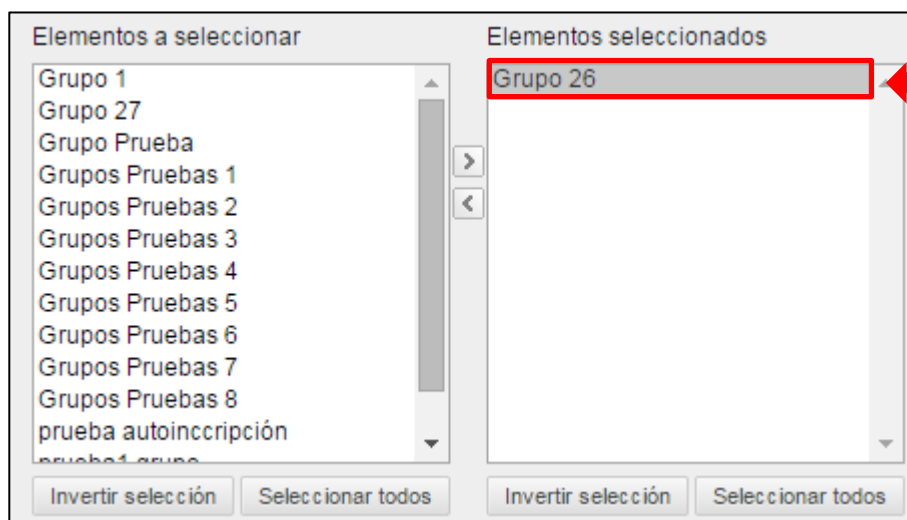 Elementos a seleccionar
Grupo 1
Grupo 27
Grupo Prueba
Grupos Pruebas 1
Grupos Pruebas 2
Grupos Pruebas 3
Grupos Pruebas 4
Grupos Pruebas 5
Grupos Pruebas 6
Grupos Pruebas 7
Grupos Pruebas 8
prueba autoinccripción
prueba1 grupo
Invertir selección
Seleccionar todos
Elementos seleccionados
Grupo 26
Invertir selección
Seleccionar todos